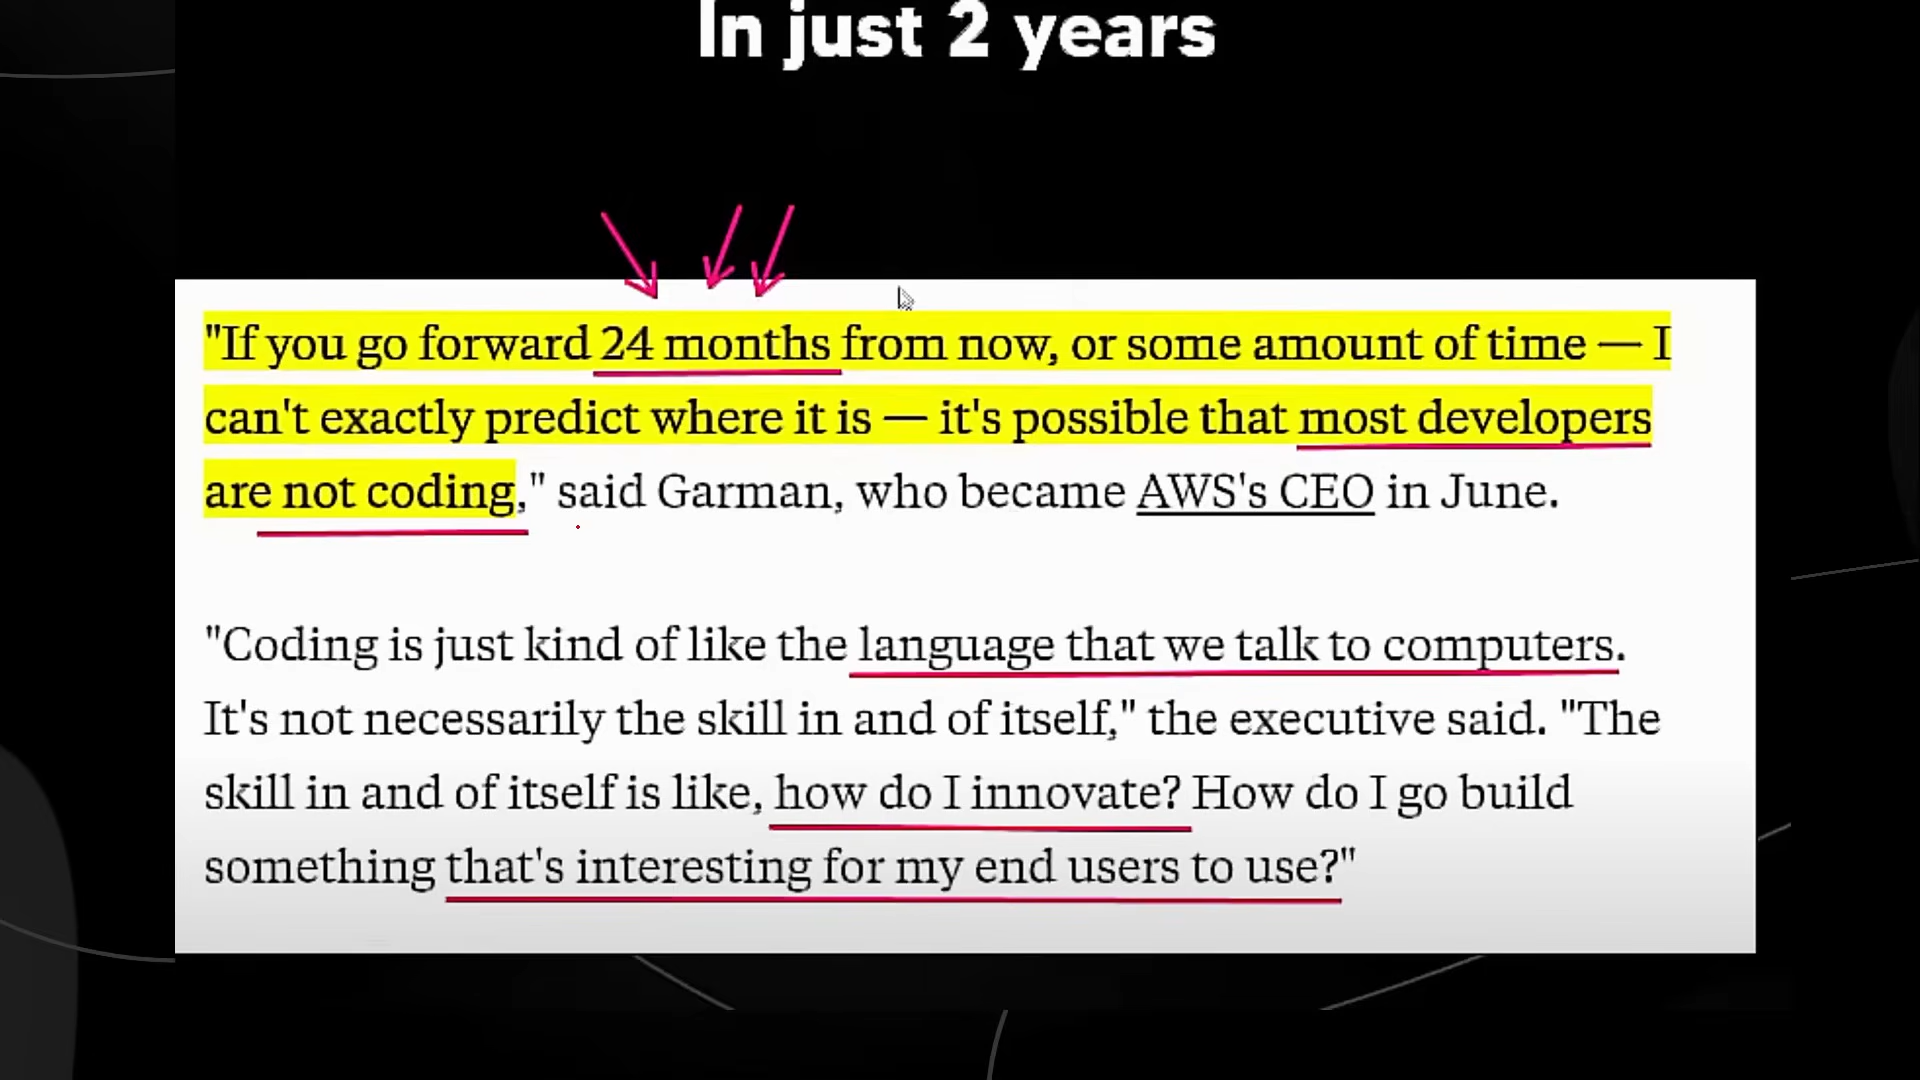 In just 2 years
"If you go forward 24 months from now, or some amount of time — I
can't exactly predict where it is — it's possible that most developers
are not coding," said Garman, who became AWS's CEO in June.
"Coding is just kind of like the language that we talk to computers.
It's not necessarily the skill in and of itself," the executive said. "The
skill in and of itself is like, how do I innovate? How do I go build
something that's interesting for my end users to use?"